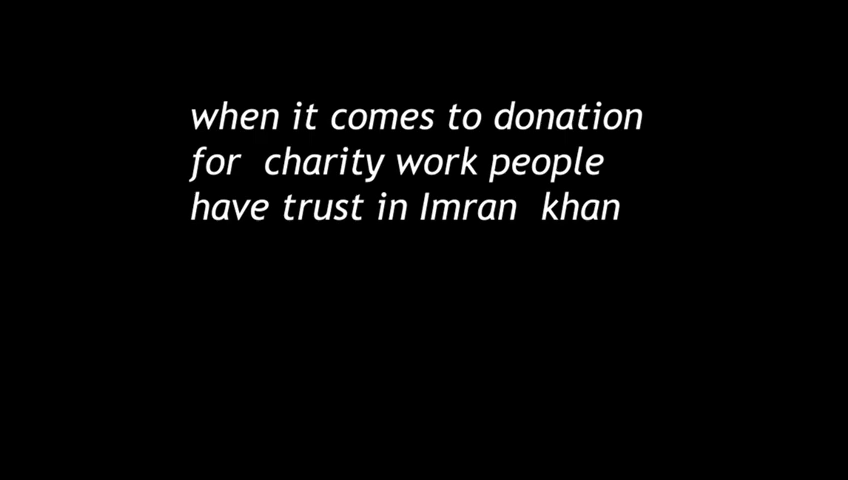 when it comes to donation
for  charity work people
have trust in Imran  khan